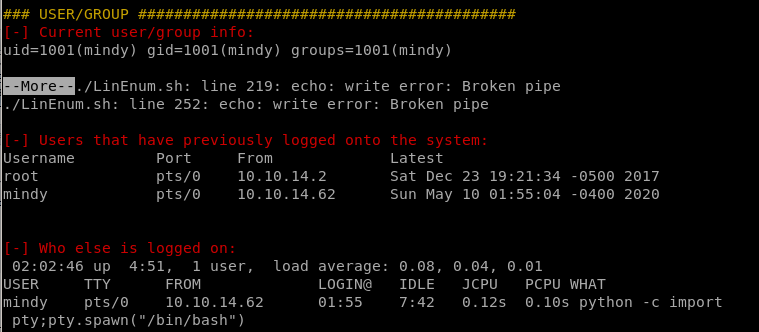 ### USER/GROUP ##########################################
[-] Current user/group info:
uid=1001(mindy) gid=1001(mindy) groups=1001(mindy)
--More--./LinEnum.sh: line 219: echo: write error: Broken pipe
./LinEnum.sh: line 252: echo: write error: Broken pipe
[-] Users that have previously logged onto the system:
Username         Port     From             Latest
root             pts/0    10.10.14.2       Sat Dec 23 19:21:34 -0500 2017
mindy            pts/0    10.10.14.62      Sun May 10 01:55:04 -0400 2020
[-] Who else is logged on:
 02:02:46 up  4:51,  1 user,  load average: 0.08, 0.04, 0.01
USER     TTY      FROM             LOGIN@   IDLE   JCPU   PCPU WHAT
mindy    pts/0    10.10.14.62      01:55    7:42   0.12s  0.10s python -c import
 pty;pty.spawn("/bin/bash")